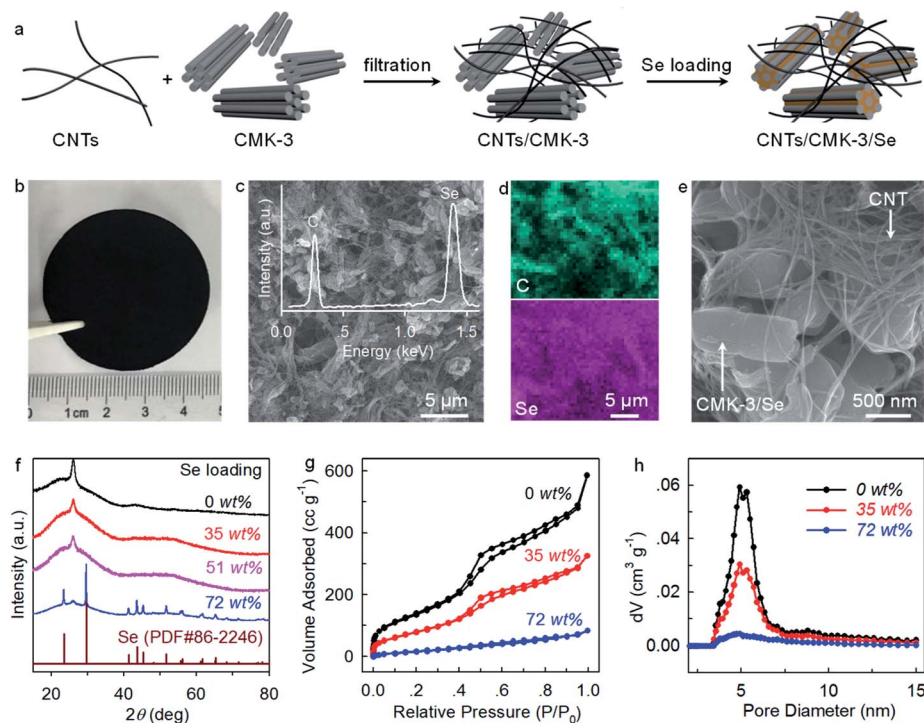 a
CNTs
+
CMK-3
filtration
CNTs/CMK-3
Se loading
CNTs/CMK-3/Se
b
0 1cm 2 3 4 5
c
Intensity (a.u.)
C
Se
0.0 .5 1.0 1.5
Energy (keV)
5 μm
d
C
Se
5 μm
e
CNT
CMK-3/Se
500 nm
f
Se loading
0 wt%
35 wt%
51 wt%
72 wt%
Se (PDF#86-2246)
Intensity (a.u.)
20 40 60 80
2θ (deg)
g
600
400
200
0
Volume Adsorbed (cc g⁻¹)
0 wt%
35 wt%
72 wt%
0.0 .2 .4 .6 .8 1.0
Relative Pressure (P/P₀)
h
.06
.04
.02
0.00
dV (cm³ g⁻¹)
0 wt%
35 wt%
72 wt%
5 10 15
Pore Diameter (nm)